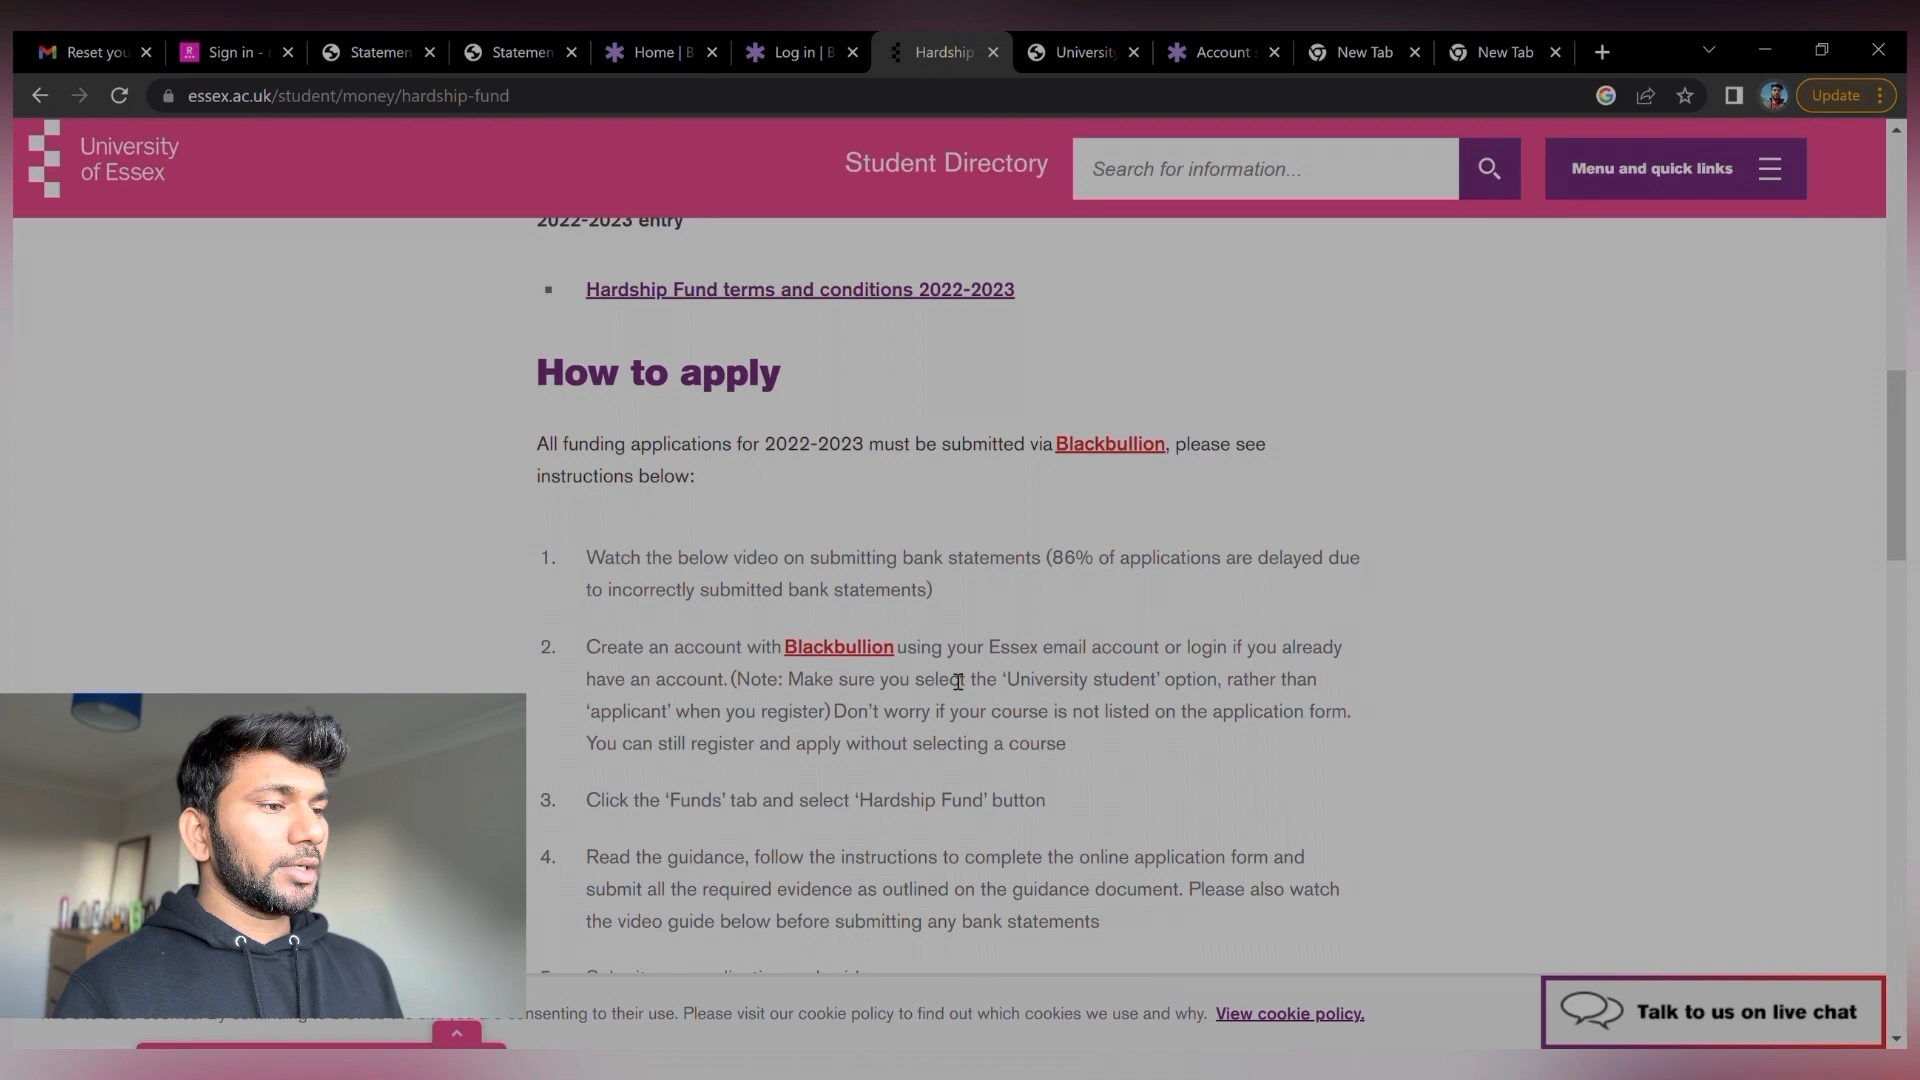 Reset you
Sign in -
Statemen
Statemen
Home | B
Log in | B
Hardship
University
Account
New Tab
New Tab
essex.ac.uk/student/money/hardship-fund
Update
University
of Essex
Student Directory
Search for information...
Menu and quick links
2022-2023 entry
Hardship Fund terms and conditions 2022-2023
How to apply
All funding applications for 2022-2023 must be submitted via Blackbullion, please see
instructions below:
1. Watch the below video on submitting bank statements (86% of applications are delayed due
to incorrectly submitted bank statements)
2. Create an account with Blackbullion using your Essex email account or login if you already
have an account. (Note: Make sure you select the ‘University student’ option, rather than
‘applicant’ when you register) Don’t worry if your course is not listed on the application form.
You can still register and apply without selecting a course
3. Click the ‘Funds’ tab and select ‘Hardship Fund’ button
4. Read the guidance, follow the instructions to complete the online application form and
submit all the required evidence as outlined on the guidance document. Please also watch
the video guide below before submitting any bank statements
nsenting to their use. Please visit our cookie policy to find out which cookies we use and why. View cookie policy.
Talk to us on live chat